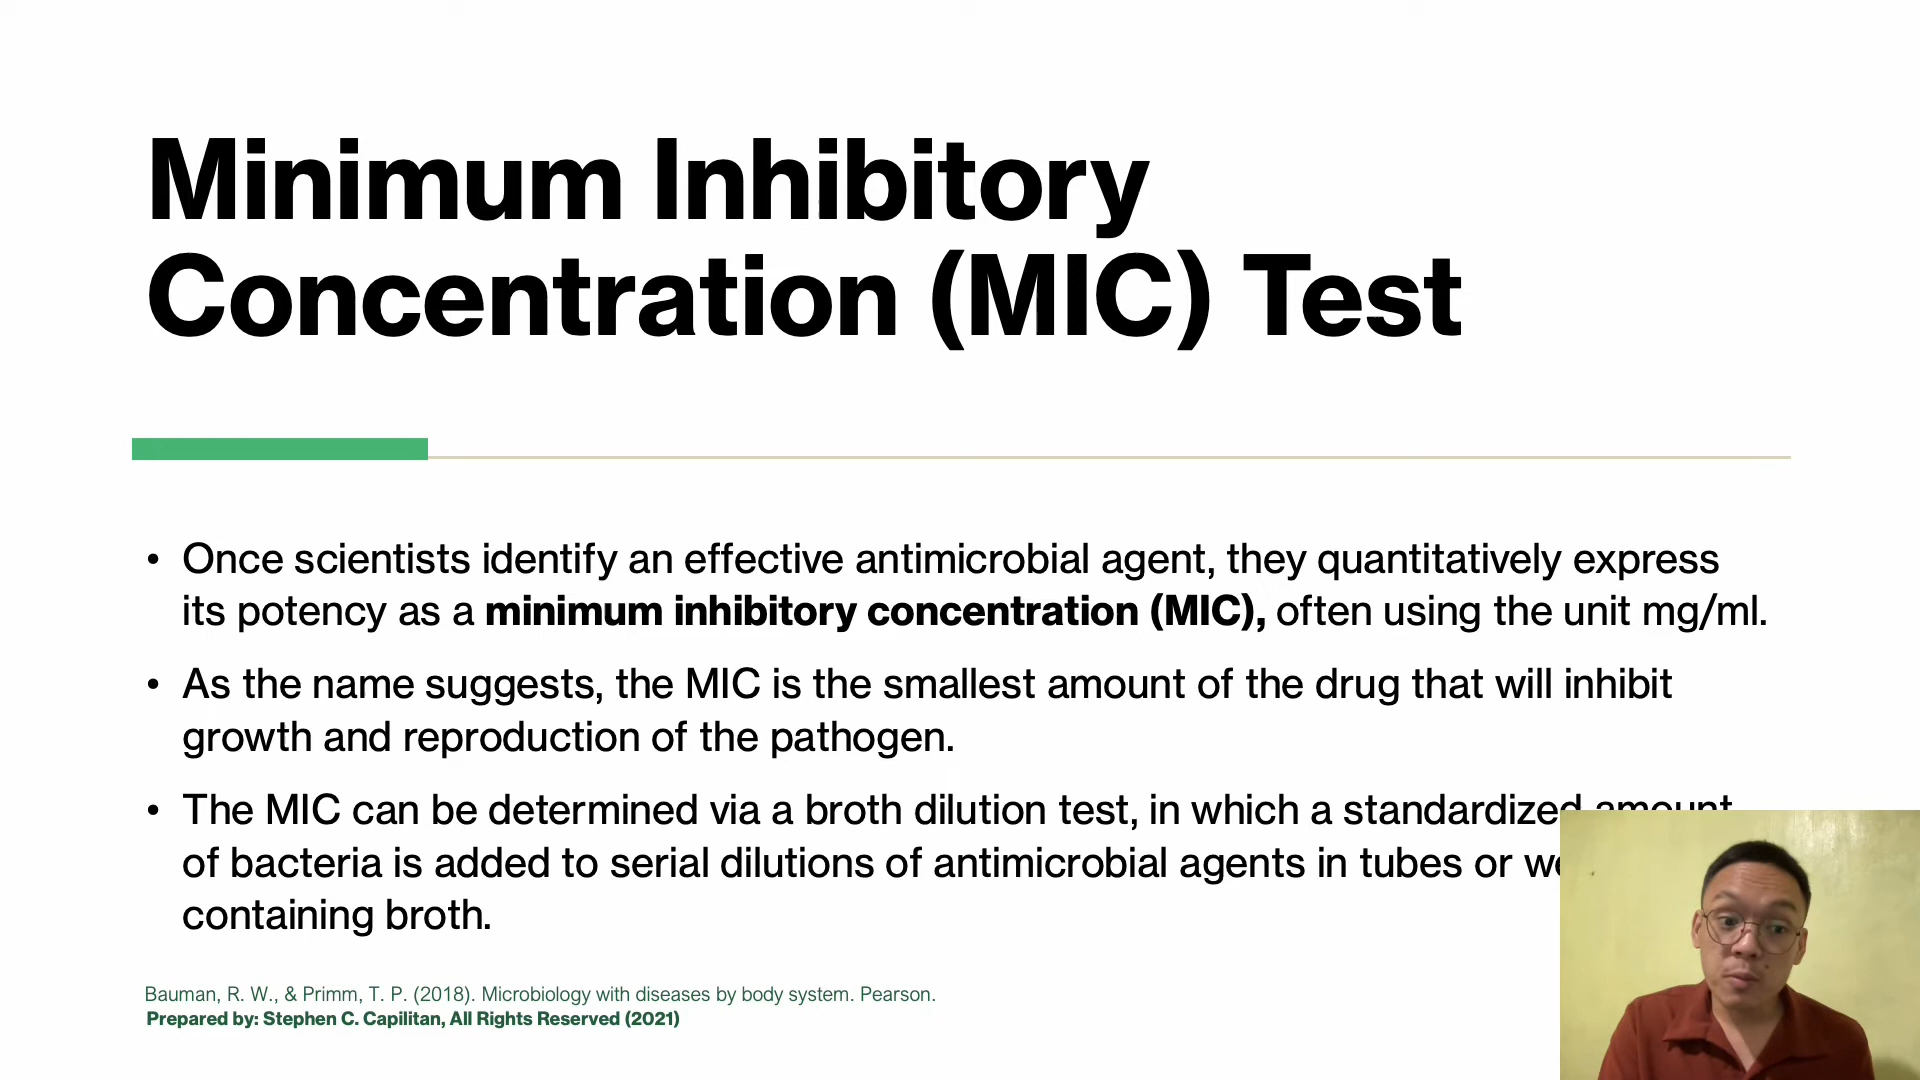 Minimum Inhibitory
Concentration (MIC) Test
• Once scientists identify an effective antimicrobial agent, they quantitatively express
its potency as a minimum inhibitory concentration (MIC), often using the unit mg/ml.
• As the name suggests, the MIC is the smallest amount of the drug that will inhibit
growth and reproduction of the pathogen.
• The MIC can be determined via a broth dilution test, in which a standardized amount
of bacteria is added to serial dilutions of antimicrobial agents in tubes or
containing broth.
Bauman, R. W., & Primm, T. P. (2018). Microbiology with diseases by body system. Pearson.
Prepared by: Stephen C. Capilitan, All Rights Reserved (2021)